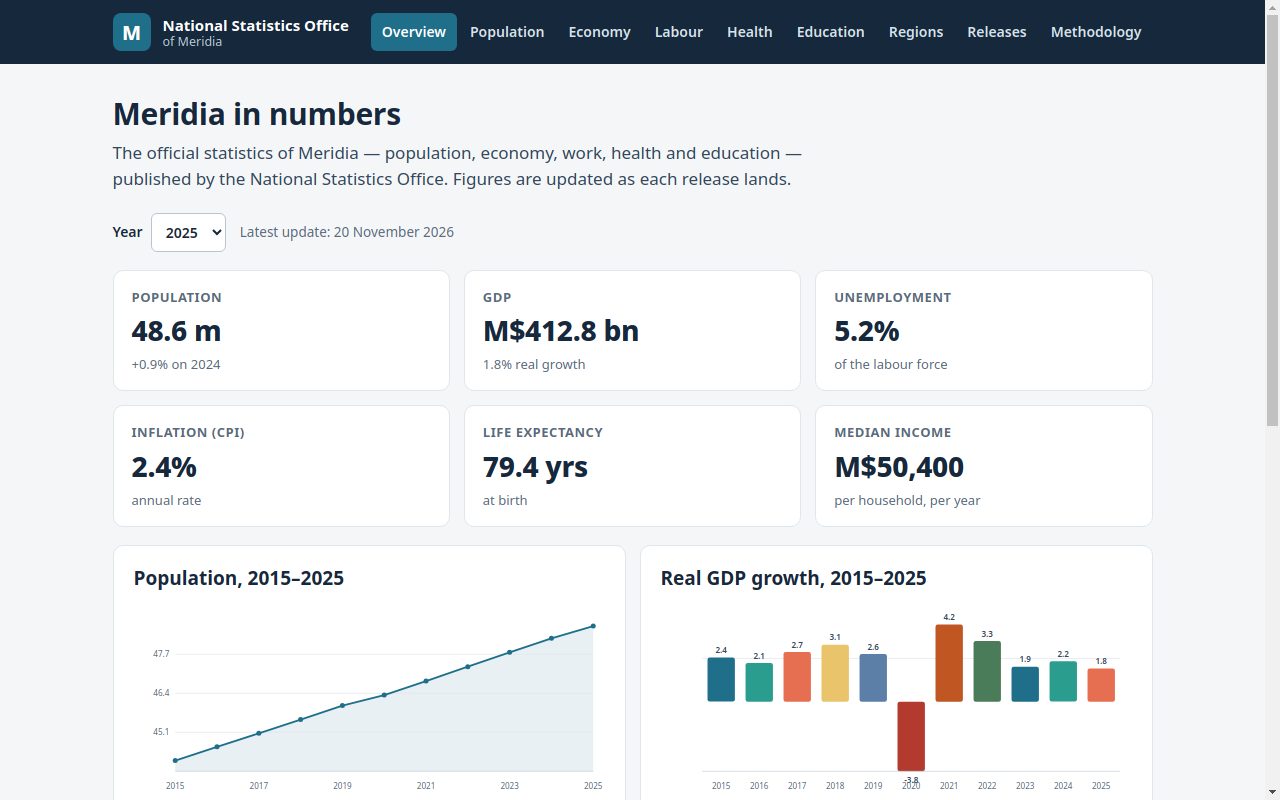 M
National Statistics Office
of Meridia
Overview
Population
Economy
Labour
Health
Education
Regions
Releases
Methodology
Meridia in numbers
The official statistics of Meridia — population, economy, work, health and education —
published by the National Statistics Office. Figures are updated as each release lands.
Year
2025
Latest update: 20 November 2026
POPULATION
48.6 m
+0.9% on 2024
GDP
M$412.8 bn
1.8% real growth
UNEMPLOYMENT
5.2%
of the labour force
INFLATION (CPI)
2.4%
annual rate
LIFE EXPECTANCY
79.4 yrs
at birth
MEDIAN INCOME
M$50,400
per household, per year
Population, 2015–2025
47.7
46.4
45.1
2015 2017 2019 2021 2023 2025
Real GDP growth, 2015–2025
2.4 2.1 2.7 3.1 2.6 -3.8 4.2 3.3 1.9 2.2 1.8
2015 2016 2017 2018 2019 2020 2021 2022 2023 2024 2025